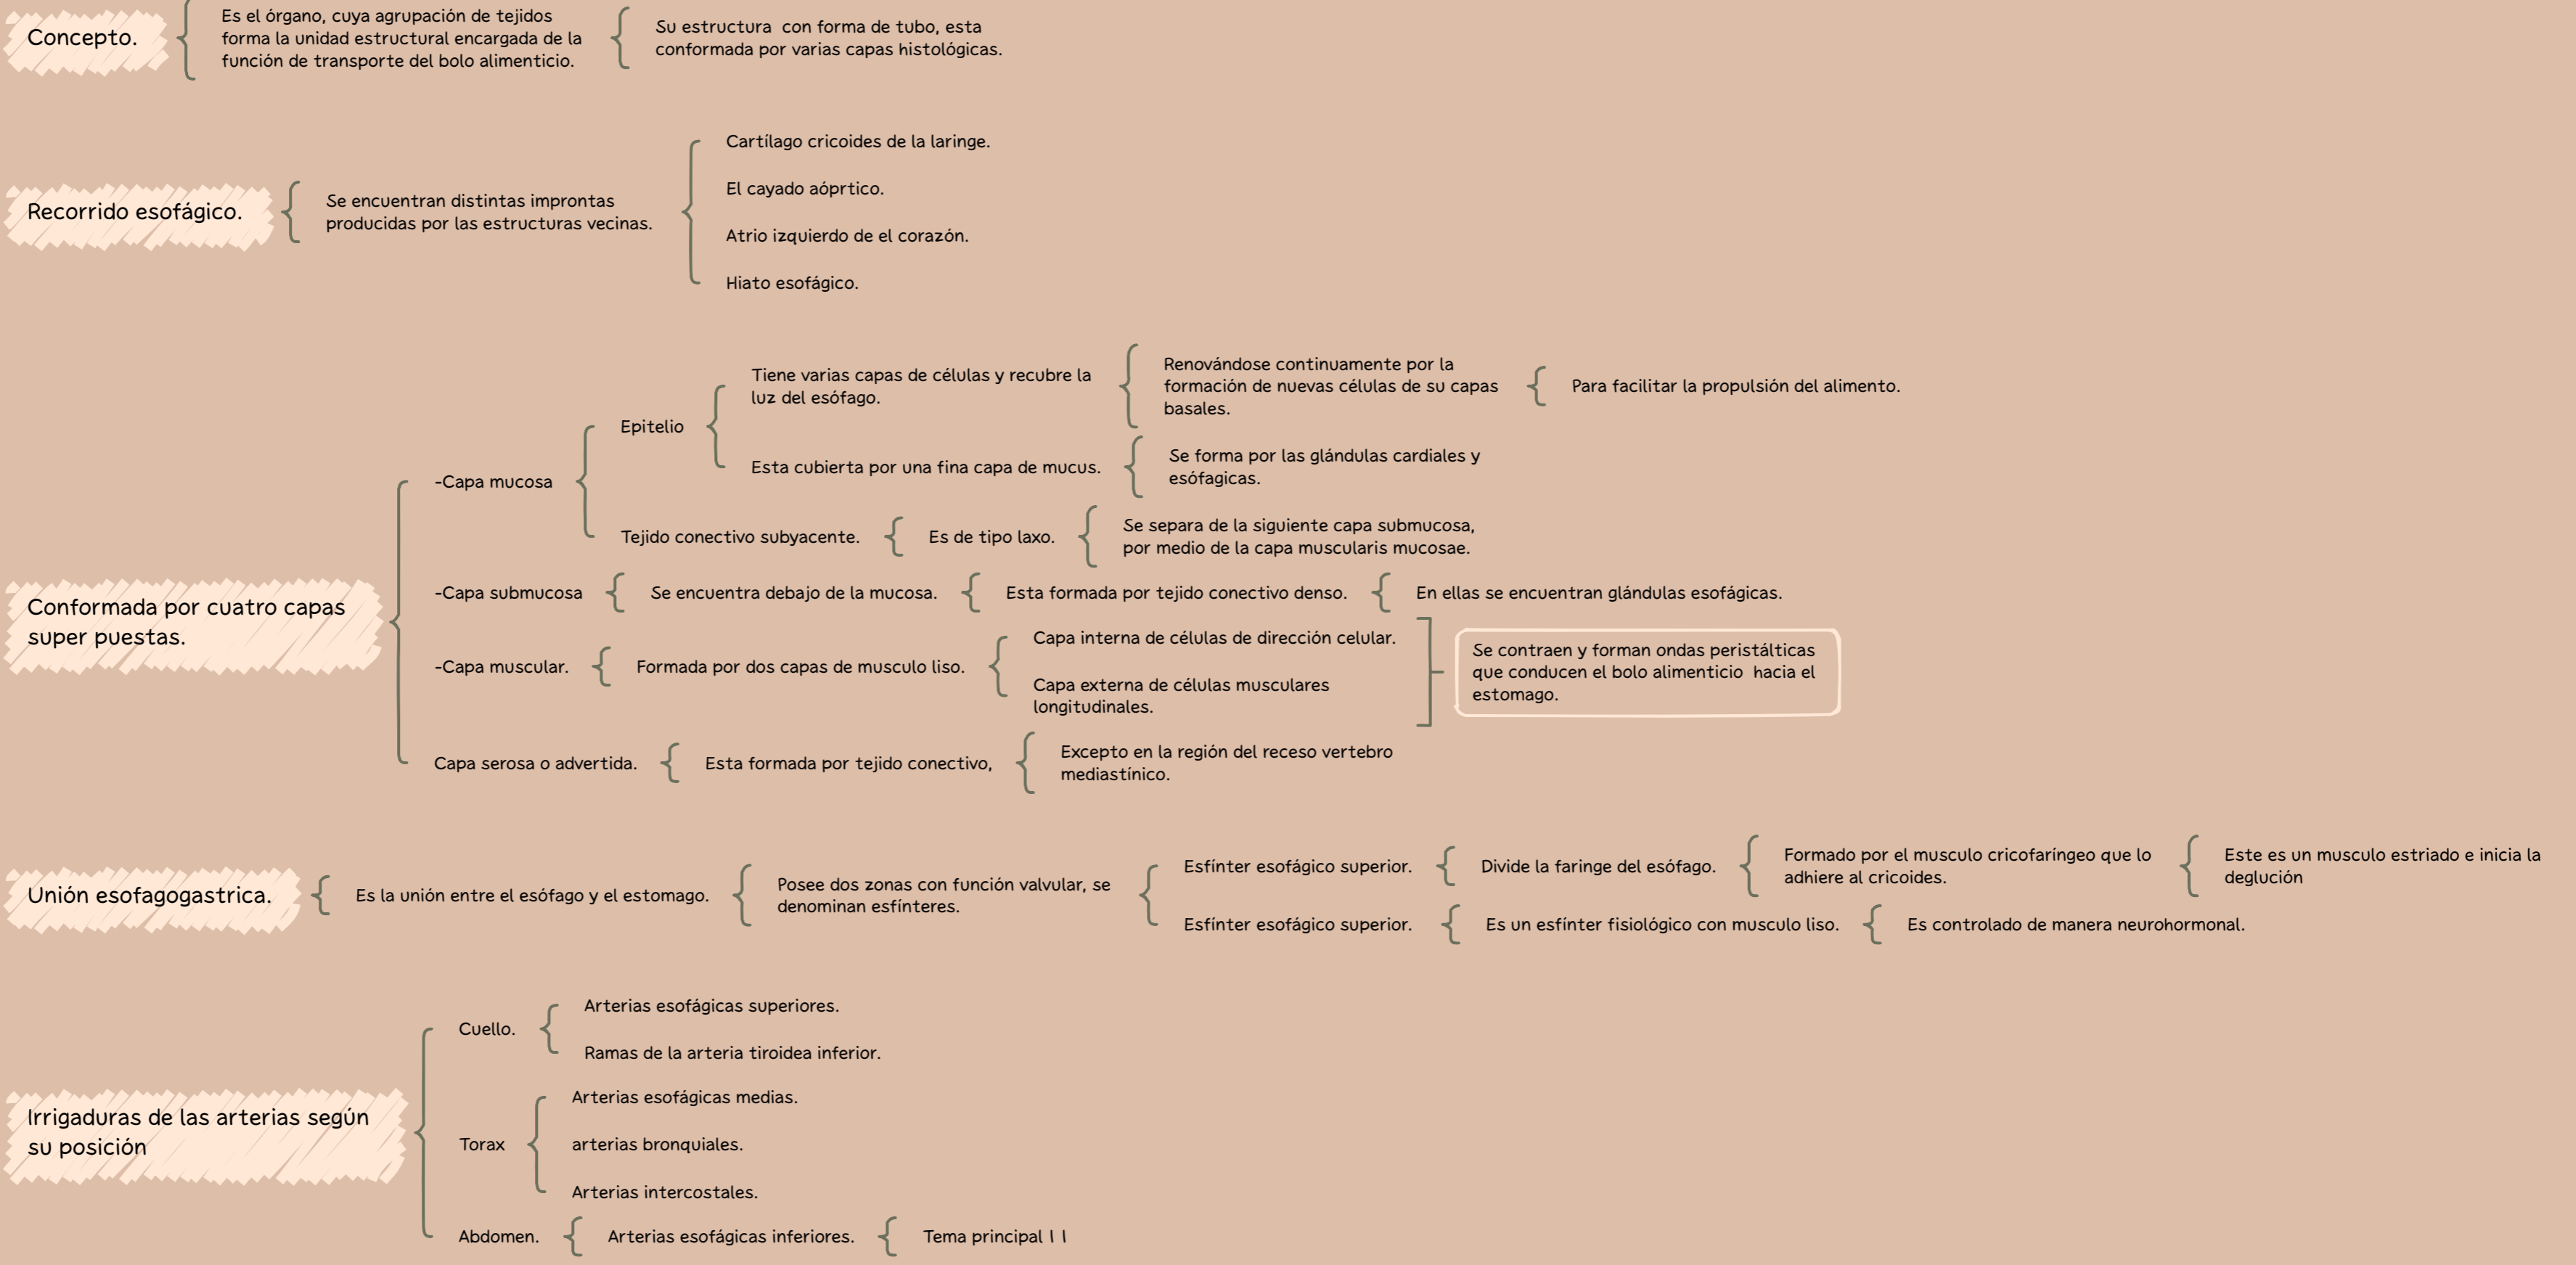 Concepto.
Es el órgano, cuya agrupación de tejidos
forma la unidad estructural encargada de la
función de transporte del bolo alimenticio.
Su estructura  con forma de tubo, esta
conformada por varias capas histológicas.
Recorrido esofágico.
Se encuentran distintas improntas
producidas por las estructuras vecinas.
Cartílago cricoides de la laringe.
El cayado aóprtico.
Atrio izquierdo de el corazón.
Hiato esofágico.
Conformada por cuatro capas
super puestas.
-Capa mucosa
Epitelio
Tiene varias capas de células y recubre la
luz del esófago.
Renovándose continuamente por la
formación de nuevas células de su capas
basales.
Para facilitar la propulsión del alimento.
Esta cubierta por una fina capa de mucus.
Se forma por las glándulas cardiales y
esófagicas.
Tejido conectivo subyacente.
Es de tipo laxo.
Se separa de la siguiente capa submucosa,
por medio de la capa muscularis mucosae.
-Capa submucosa
Se encuentra debajo de la mucosa.
Esta formada por tejido conectivo denso.
En ellas se encuentran glándulas esofágicas.
-Capa muscular.
Formada por dos capas de musculo liso.
Capa interna de células de dirección celular.
Capa externa de células musculares
longitudinales.
Se contraen y forman ondas peristálticas
que conducen el bolo alimenticio  hacia el
estomago.
Capa serosa o advertida.
Esta formada por tejido conectivo,
Excepto en la región del receso vertebro
mediastínico.
Unión esofagogastrica.
Es la unión entre el esófago y el estomago.
Posee dos zonas con función valvular, se
denominan esfínteres.
Esfínter esofágico superior.
Divide la faringe del esófago.
Formado por el musculo cricofaríngeo que lo
adhiere al cricoides.
Este es un musculo estriado e inicia la
deglución
Esfínter esofágico superior.
Es un esfínter fisiológico con musculo liso.
Es controlado de manera neurohormonal.
Irrigaduras de las arterias según
su posición
Cuello.
Arterias esofágicas superiores.
Ramas de la arteria tiroidea inferior.
Torax
Arterias esofágicas medias.
arterias bronquiales.
Arterias intercostales.
Abdomen.
Arterias esofágicas inferiores.
Tema principal 11